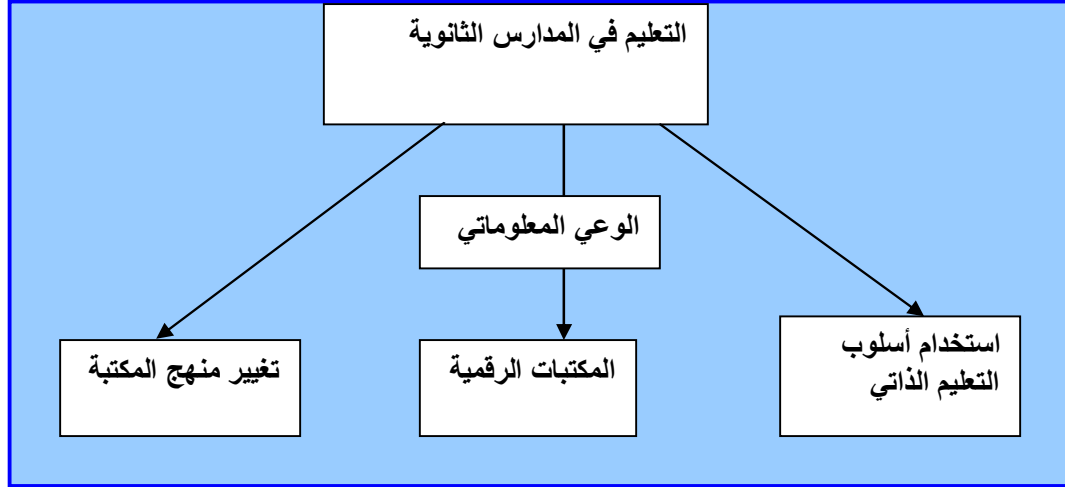 التعليم في المدارس الثانوية
الوعي المعلوماتي
استخدام أسلوب
التعليم الذاتي
المكتبات الرقمية
تغيير منهج المكتبة